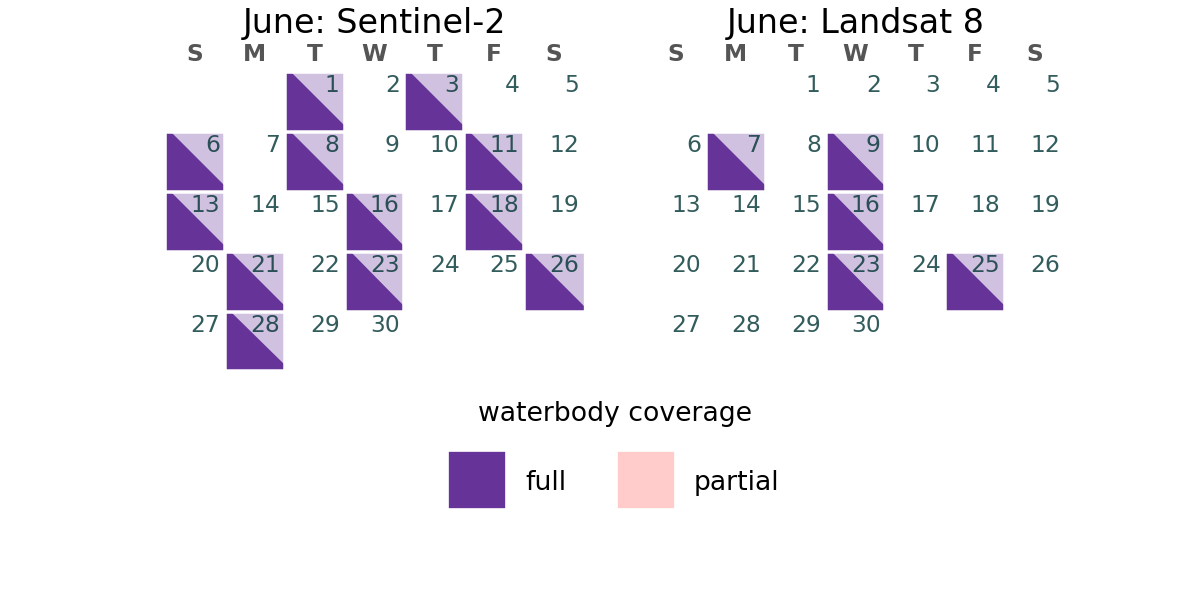 June: Sentinel-2
S M T W T F S
1 2 3 4 5
6 7 8 9 10 11 12
13 14 15 16 17 18 19
20 21 22 23 24 25 26
27 28 29 30
June: Landsat 8
S M T W T F S
1 2 3 4 5
6 7 8 9 10 11 12
13 14 15 16 17 18 19
20 21 22 23 24 25 26
27 28 29 30
waterbody coverage
full partial